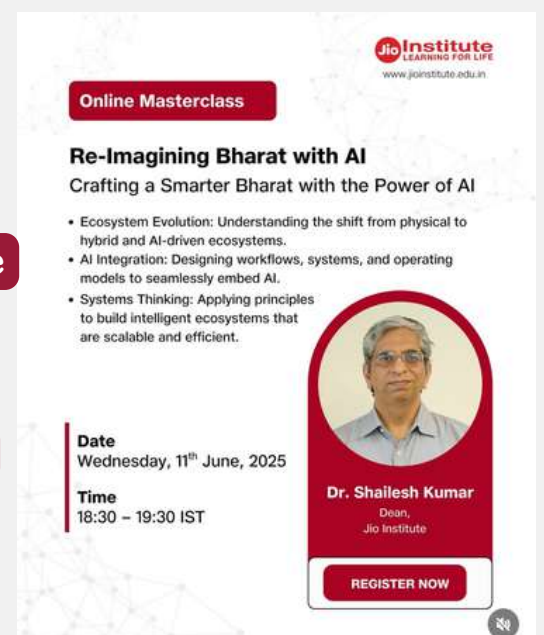 Jio Institute
LEARNING FOR LIFE
www.jioinstitute.edu.in
Online Masterclass
Re-Imagining Bharat with AI
Crafting a Smarter Bharat with the Power of AI
• Ecosystem Evolution: Understanding the shift from physical to
hybrid and AI-driven ecosystems.
• AI Integration: Designing workflows, systems, and operating
models to seamlessly embed AI.
• Systems Thinking: Applying principles
to build intelligent ecosystems that
are scalable and efficient.
e
Date
Wednesday, 11th June, 2025
Time
18:30 – 19:30 IST
Dr. Shailesh Kumar
Dean,
Jio Institute
REGISTER NOW